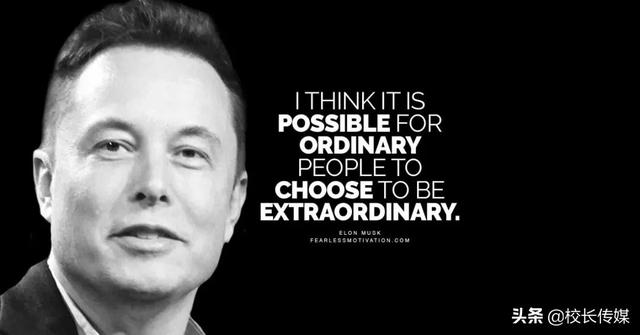 I THINK IT IS
POSSIBLE FOR
ORDINARY
PEOPLE TO
CHOOSE TO BE
EXTRAORDINARY.
ELON MUSK
FEARLESSMOTIVATION.COM
头条 @校长传媒